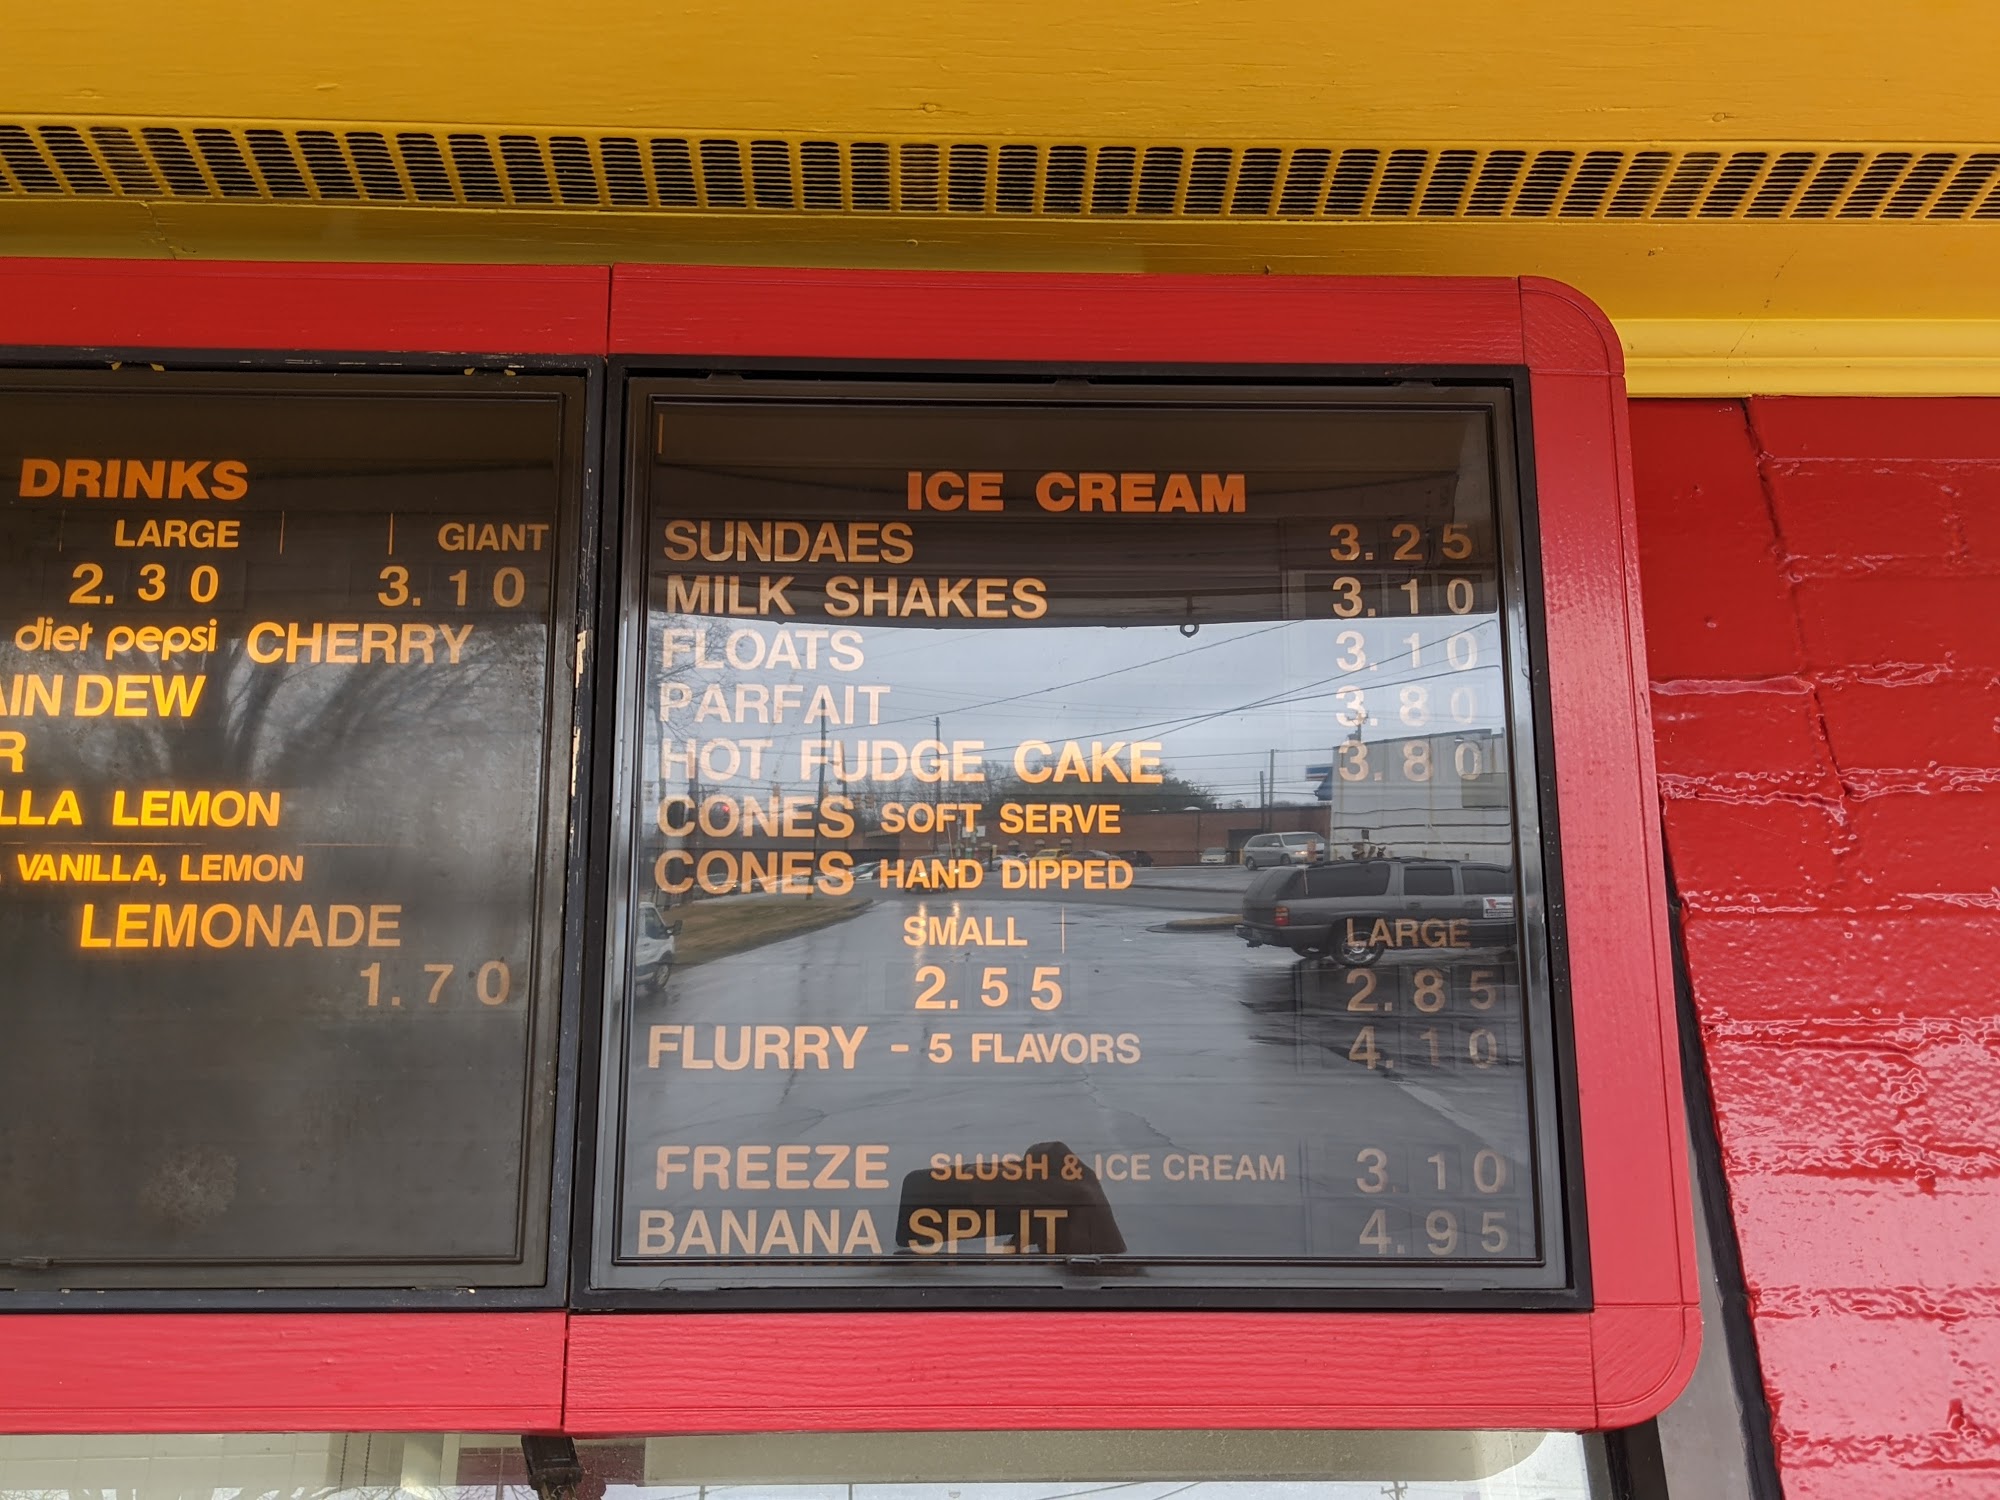 DRINKS
LARGE GIANT
2.30 3.10
diet pepsi CHERRY
AIN DEW
R
LLA LEMON
, VANILLA, LEMON
LEMONADE
1.70
ICE CREAM
SUNDAES 3.25
MILK SHAKES 3.10
FLOATS 3.10
PARFAIT 3.80
HOT FUDGE CAKE 3.80
CONES SOFT SERVE
CONES HAND DIPPED
SMALL LARGE
2.55 2.85
FLURRY - 5 FLAVORS 4.10
FREEZE SLUSH & ICE CREAM 3.10
BANANA SPLIT 4.95